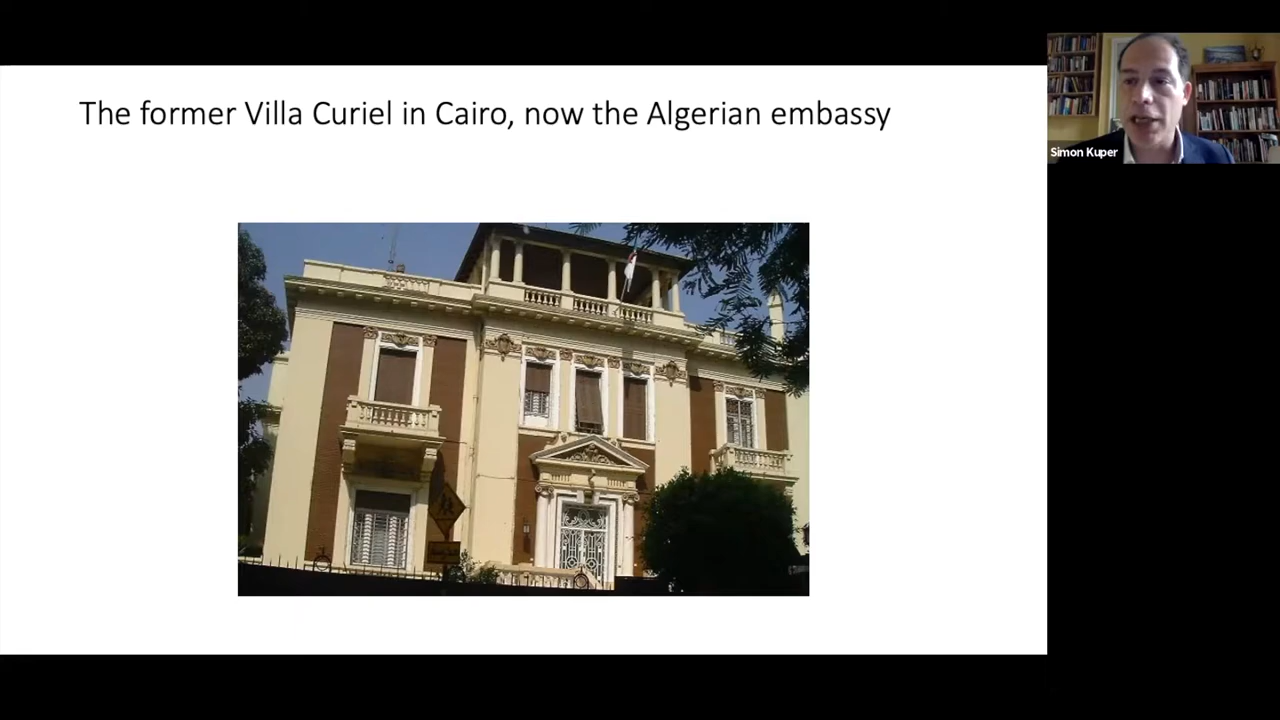 The former Villa Curiel in Cairo, now the Algerian embassy
Simon Kuper